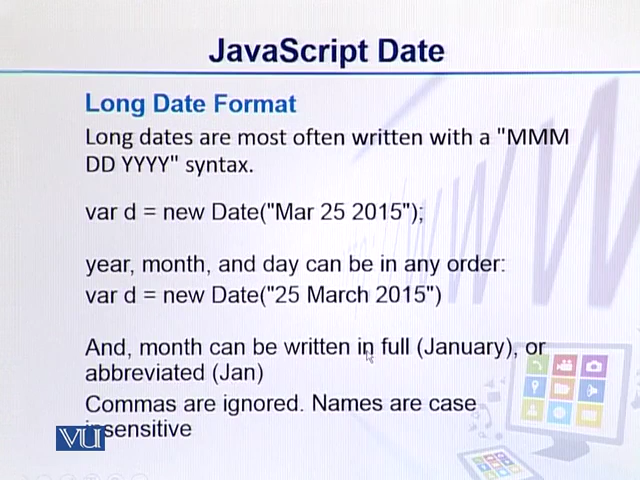 JavaScript Date
Long Date Format
Long dates are most often written with a "MMM
DD YYYY" syntax.
var d = new Date("Mar 25 2015");
year, month, and day can be in any order:
var d = new Date("25 March 2015")
And, month can be written in full (January), or
abbreviated (Jan)
Commas are ignored. Names are case
nsensitive
VU